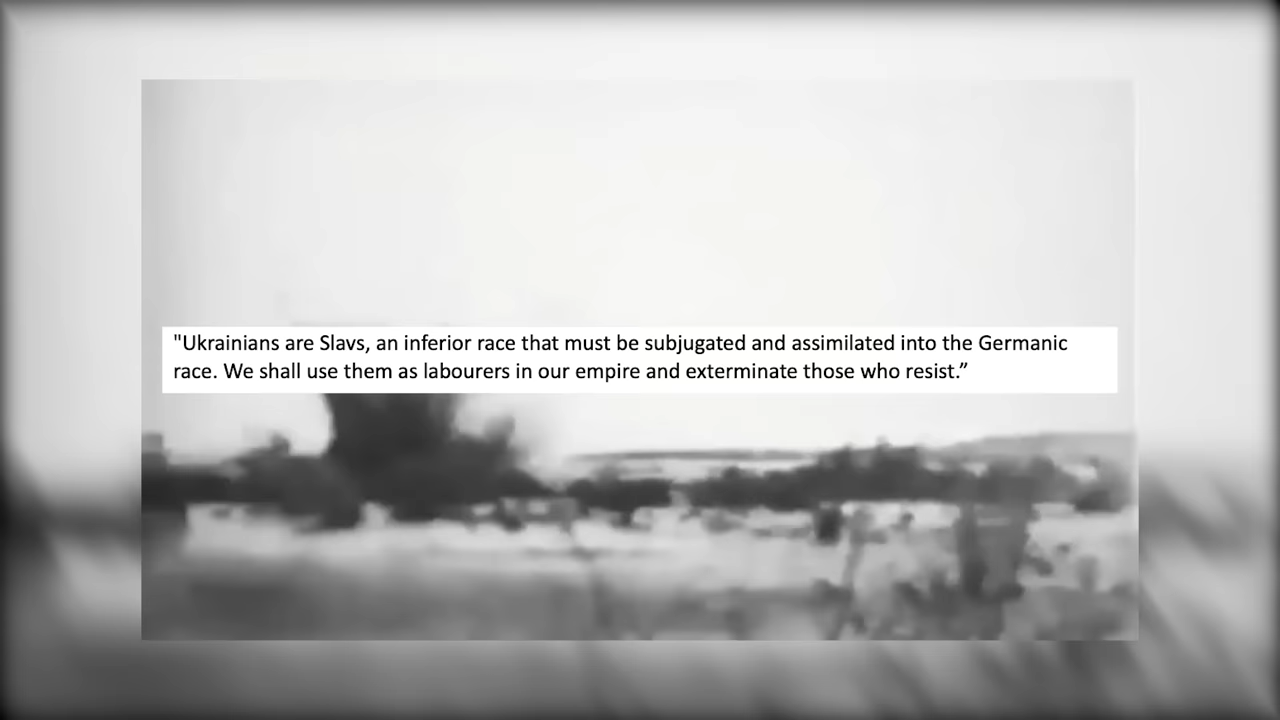 "Ukrainians are Slavs, an inferior race that must be subjugated and assimilated into the Germanic
race. We shall use them as labourers in our empire and exterminate those who resist.”